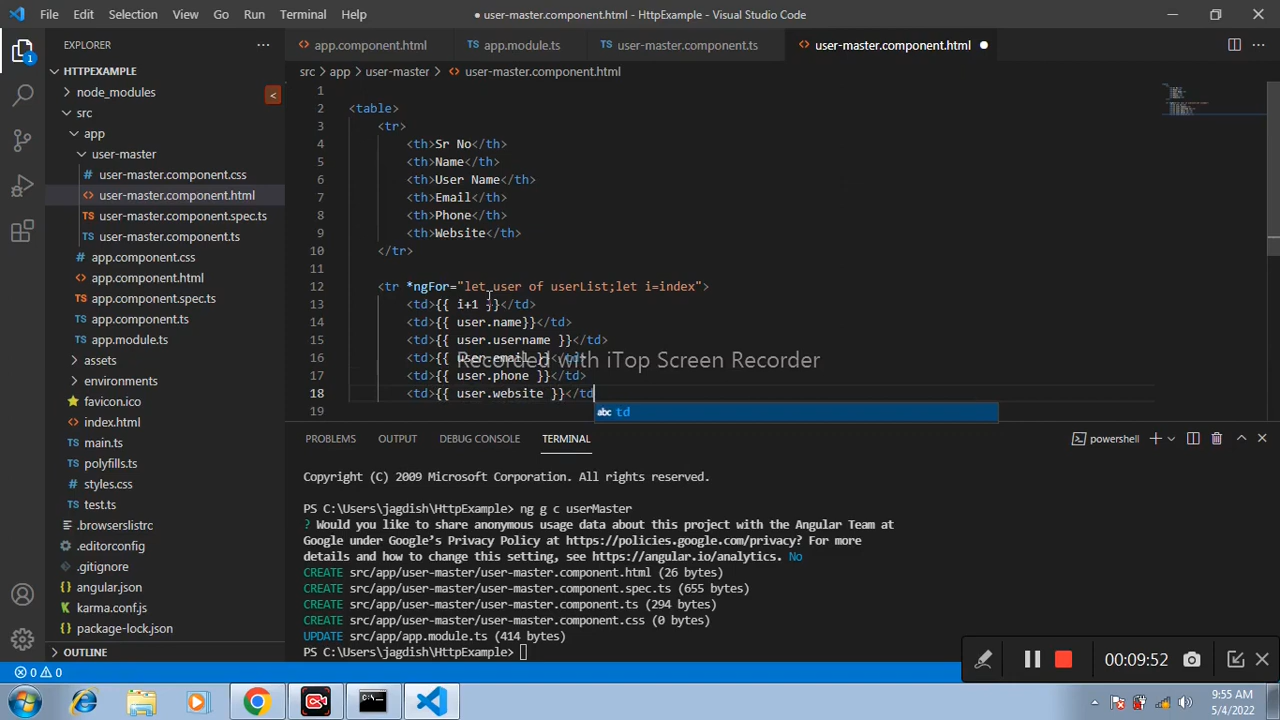 File Edit Selection View Go Run Terminal Help
● user-master.component.html - HttpExample - Visual Studio Code
EXPLORER ···
app.component.html
app.module.ts
user-master.component.ts
user-master.component.html
HTTPEXAMPLE
src > app > user-master > user-master.component.html
node_modules
src
app
user-master
user-master.component.css
user-master.component.html
user-master.component.spec.ts
user-master.component.ts
app.component.css
app.component.html
app.component.spec.ts
app.component.ts
app.module.ts
assets
environments
favicon.ico
index.html
main.ts
polyfills.ts
styles.css
test.ts
.browserslistrc
.editorconfig
.gitignore
angular.json
karma.conf.js
package-lock.json
OUTLINE
1
2 <table>
3 <tr>
4 <th>Sr No</th>
5 <th>Name</th>
6 <th>User Name</th>
7 <th>Email</th>
8 <th>Phone</th>
9 <th>Website</th>
10 </tr>
11
12 <tr *ngFor="let user of userList;let i=index">
13 <td>{{ i+1 }}</td>
14 <td>{{ user.name}}</td>
15 <td>{{ user.username }}</td>
16 <td>{{ user.email }}</td>
Recorded with iTop Screen Recorder
17 <td>{{ user.phone }}</td>
18 <td>{{ user.website }}</td
19
abc td
PROBLEMS OUTPUT DEBUG CONSOLE TERMINAL
powershell
Copyright (C) 2009 Microsoft Corporation. All rights reserved.
PS C:\Users\jagdish\HttpExample> ng g c userMaster
? Would you like to share anonymous usage data about this project with the Angular Team at
Google under Google's Privacy Policy at https://policies.google.com/privacy? For more
details and how to change this setting, see https://angular.io/analytics. No
CREATE src/app/user-master/user-master.component.html (26 bytes)
CREATE src/app/user-master/user-master.component.spec.ts (655 bytes)
CREATE src/app/user-master/user-master.component.ts (294 bytes)
CREATE src/app/user-master/user-master.component.css (0 bytes)
UPDATE src/app/app.module.ts (414 bytes)
PS C:\Users\jagdish\HttpExample>
0 0
00:09:52
9:55 AM
5/4/2022